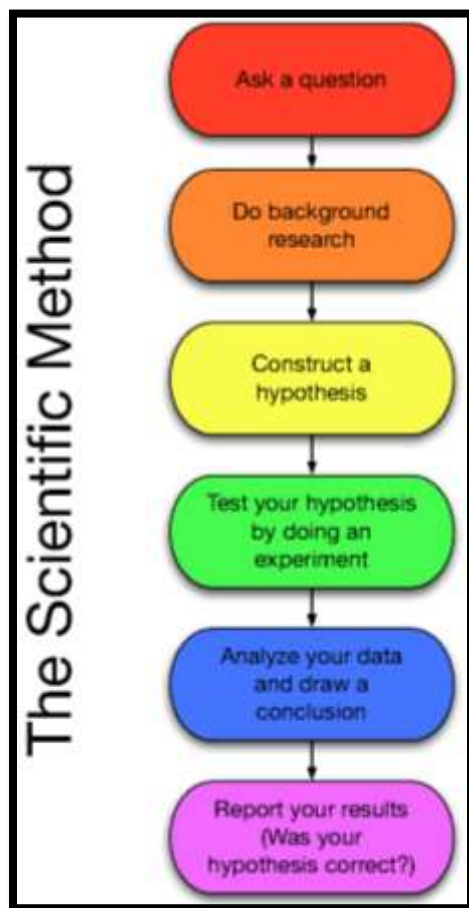 The Scientific Method
Ask a question
Do background
research
Construct a
hypothesis
Test your hypothesis
by doing an
experiment
Analyze your data
and draw a
conclusion
Report your results
(Was your
hypothesis correct?)